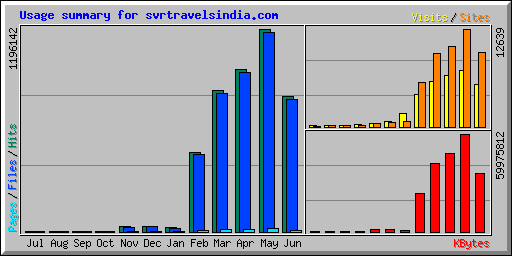 Usage summary for svrtravelsindia.com
Visits / Sites
1196142
12639
Pages / Files / Hits
59975812
Jul Aug Sep Oct Nov Dec Jan Feb Mar Apr May Jun
KBytes